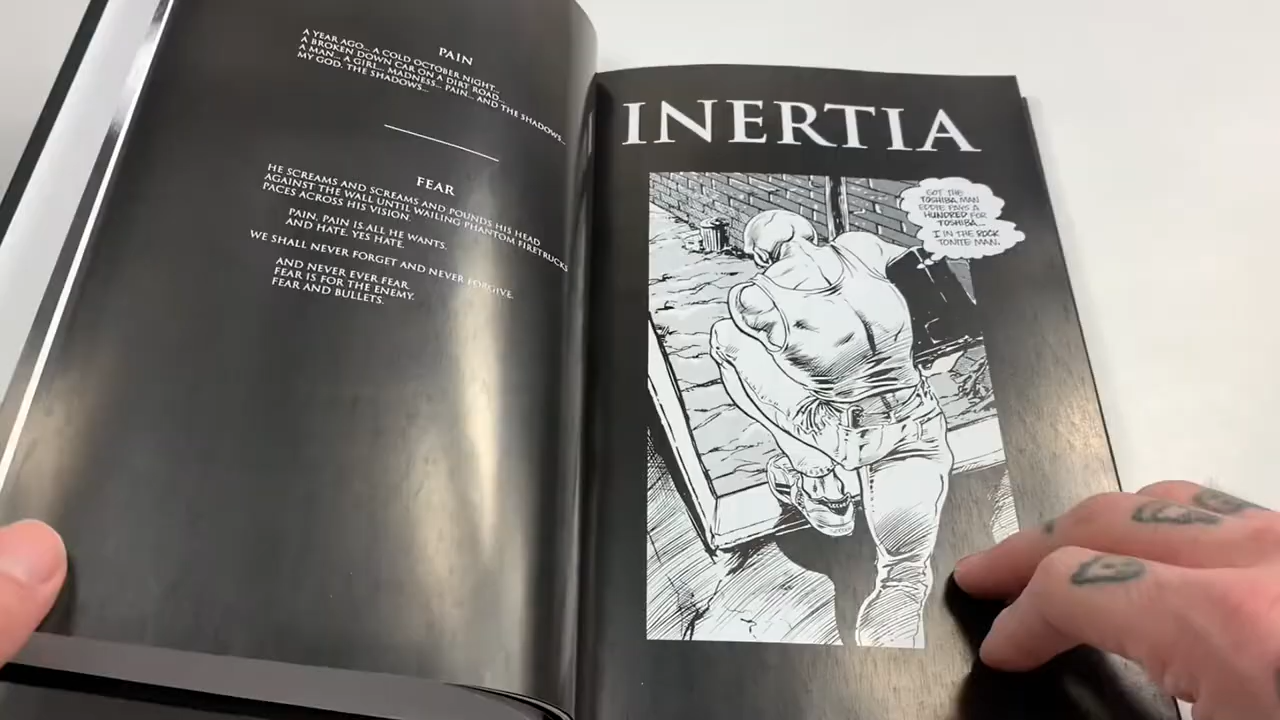 PAIN
A YEAR AGO... A COLD OCTOBER NIGHT...
A BROKEN DOWN CAR ON A DIRT ROAD...
A MAN... A GIRL... MADNESS... PAIN... AND THE SHADOWS...
MY GOD. THE SHADOWS...
FEAR
HE SCREAMS AND SCREAMS AND POUNDS HIS HEAD
AGAINST THE WALL UNTIL WAILING PHANTOM FIRETRUCKS
PACES ACROSS HIS VISION.
PAIN. PAIN IS ALL HE WANTS.
AND HATE. YES HATE.
WE SHALL NEVER FORGET AND NEVER FORGIVE.
AND NEVER EVER FEAR.
FEAR IS FOR THE ENEMY.
FEAR AND BULLETS.
INERTIA
GOT THE
TOSHIBA, MAN
EDDIE PAYS A
HUNDRED FOR
TOSHIBA...
I IN THE ROCK
TONITE MAN.